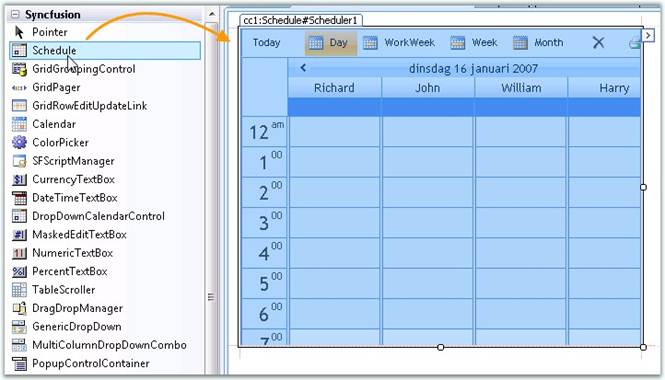 Syncfusion
Pointer
Schedule
GridGroupingControl
GridPager
GridRowEditUpdateLink
Calendar
ColorPicker
SFScriptManager
CurrencyTextBox
DateTimeTextBox
DropDownCalendarControl
MaskedEditTextBox
NumericTextBox
PercentTextBox
TableScroller
DragDropManager
GenericDropDown
MultiColumnDropDownCombo
PopupControlContainer
cc1:Schedule#Scheduler1
Today Day WorkWeek Week Month
dinsdag 16 januari 2007
Richard John William Harry
12 am
1 00
2 00
3 00
4 00
5 00
6 00
7 00